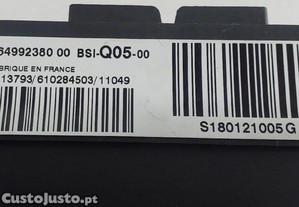 64992380 00 BSI-Q05-00
BRIQUE EN FRANCE
13793/610284503/11049
S180121005G
CustoJusto.pt